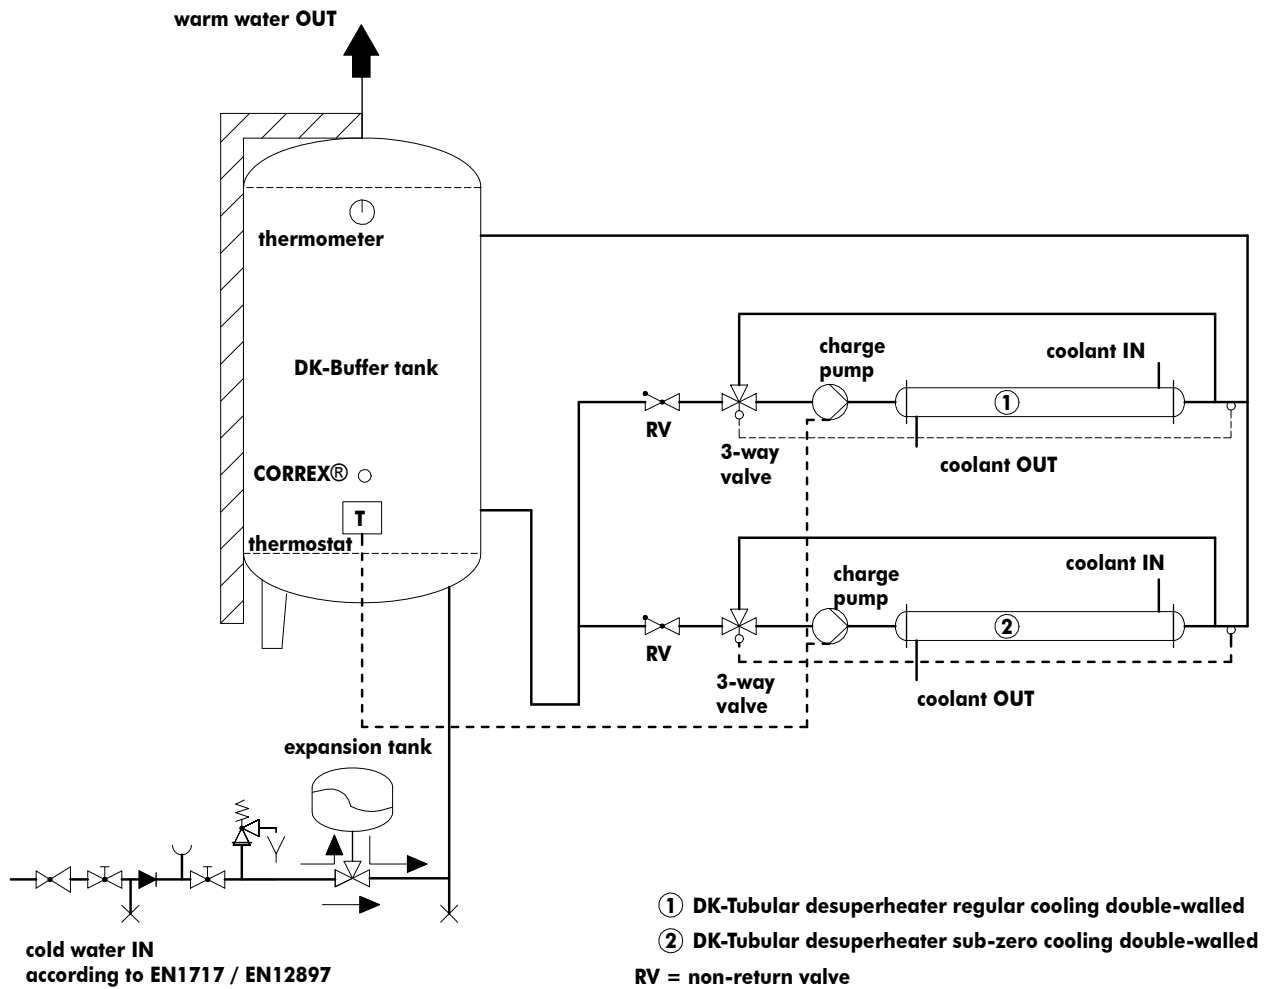 warm water OUT
thermometer
DK-Buffer tank
CORREX®
T
thermostat
charge
pump
coolant IN
1
RV
3-way
valve
coolant OUT
charge
pump
coolant IN
2
RV
3-way
valve
coolant OUT
expansion tank
cold water IN
according to EN1717 / EN12897
1 DK-Tubular desuperheater regular cooling double-walled
2 DK-Tubular desuperheater sub-zero cooling double-walled
RV = non-return valve